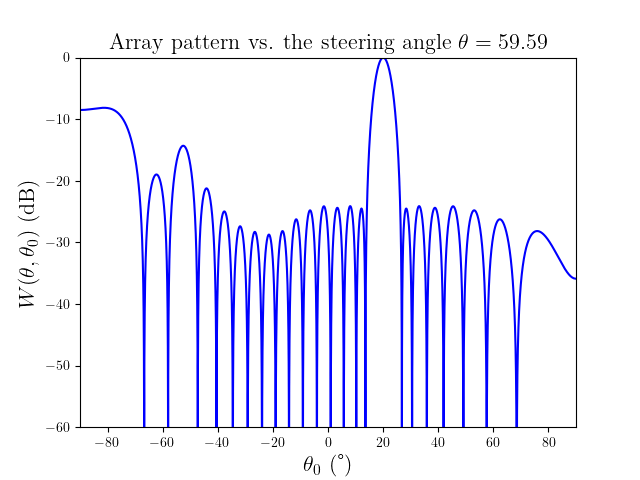 Array pattern vs. the steering angle θ = 59.59
0
−10
−20
−30
−40
−50
−60
W(θ, θ₀) (dB)
−80 −60 −40 −20 0 20 40 60 80
θ₀ (°)